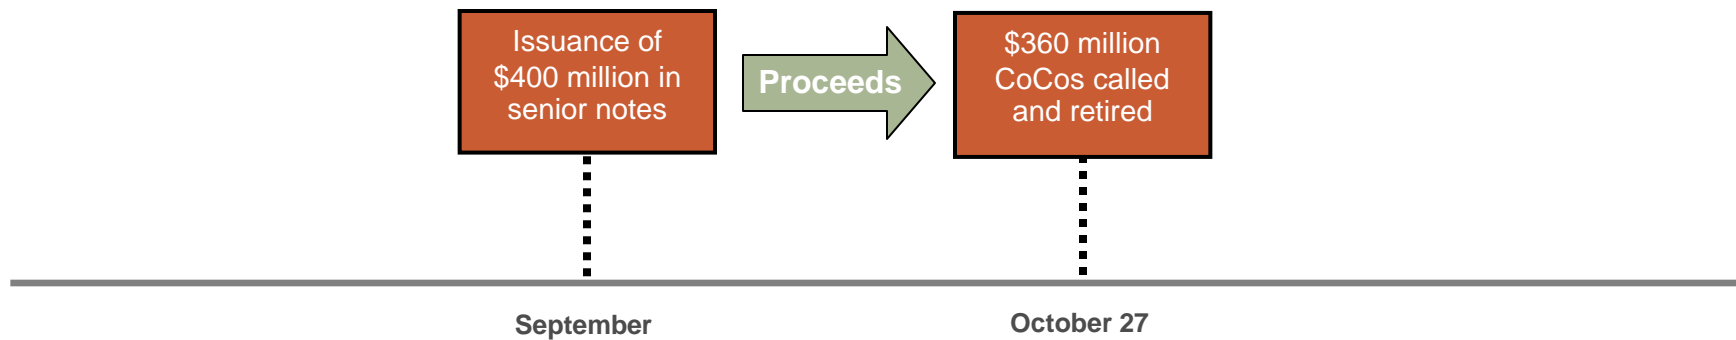 Issuance of
$400 million in
senior notes
Proceeds
$360 million
CoCos called
and retired
September
October 27